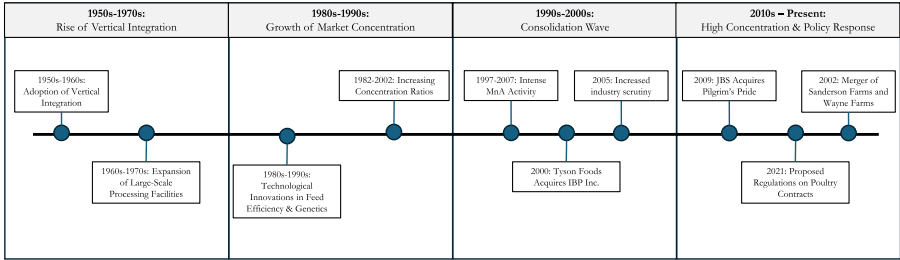 1950s-1970s:
Rise of Vertical Integration
1980s-1990s:
Growth of Market Concentration
1990s-2000s:
Consolidation Wave
2010s – Present:
High Concentration & Policy Response
1950s-1960s:
Adoption of Vertical
Integration
1960s-1970s: Expansion
of Large-Scale
Processing Facilities
1980s-1990s:
Technological
Innovations in Feed
Efficiency & Genetics
1982-2002: Increasing
Concentration Ratios
1997-2007: Intense
MnA Activity
2000: Tyson Foods
Acquires IBP Inc.
2005: Increased
industry scrutiny
2009: JBS Acquires
Pilgrim's Pride
2021: Proposed
Regulations on Poultry
Contracts
2002: Merger of
Sanderson Farms and
Wayne Farms